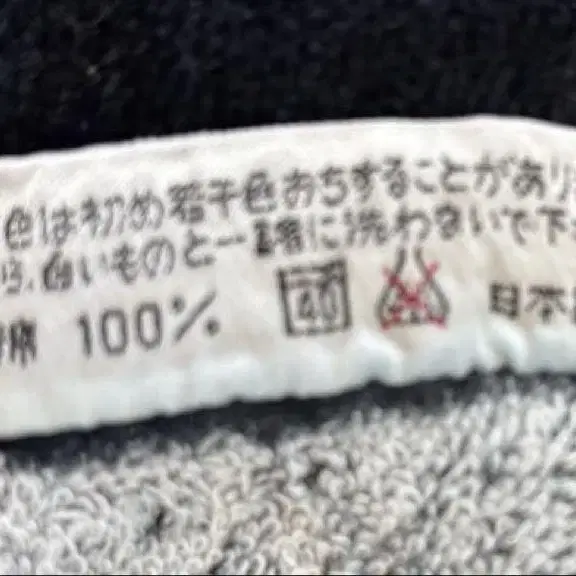 色は初め若干色おちすることがあり
ら、白いものと一緒に洗わないで下
100% 40 日本